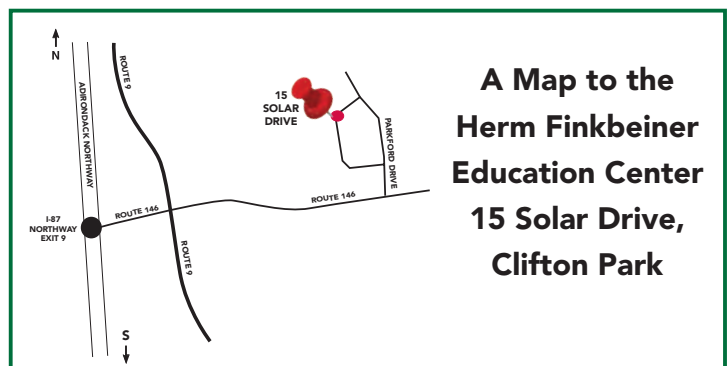 N
ADIRONDACK NORTHWAY
ROUTE 9
15
SOLAR
DRIVE
PARKFORD DRIVE
ROUTE 146
ROUTE 146
I-87
NORTHWAY
EXIT 9
ROUTE 9
S
A Map to the
Herm Finkbeiner
Education Center
15 Solar Drive,
Clifton Park